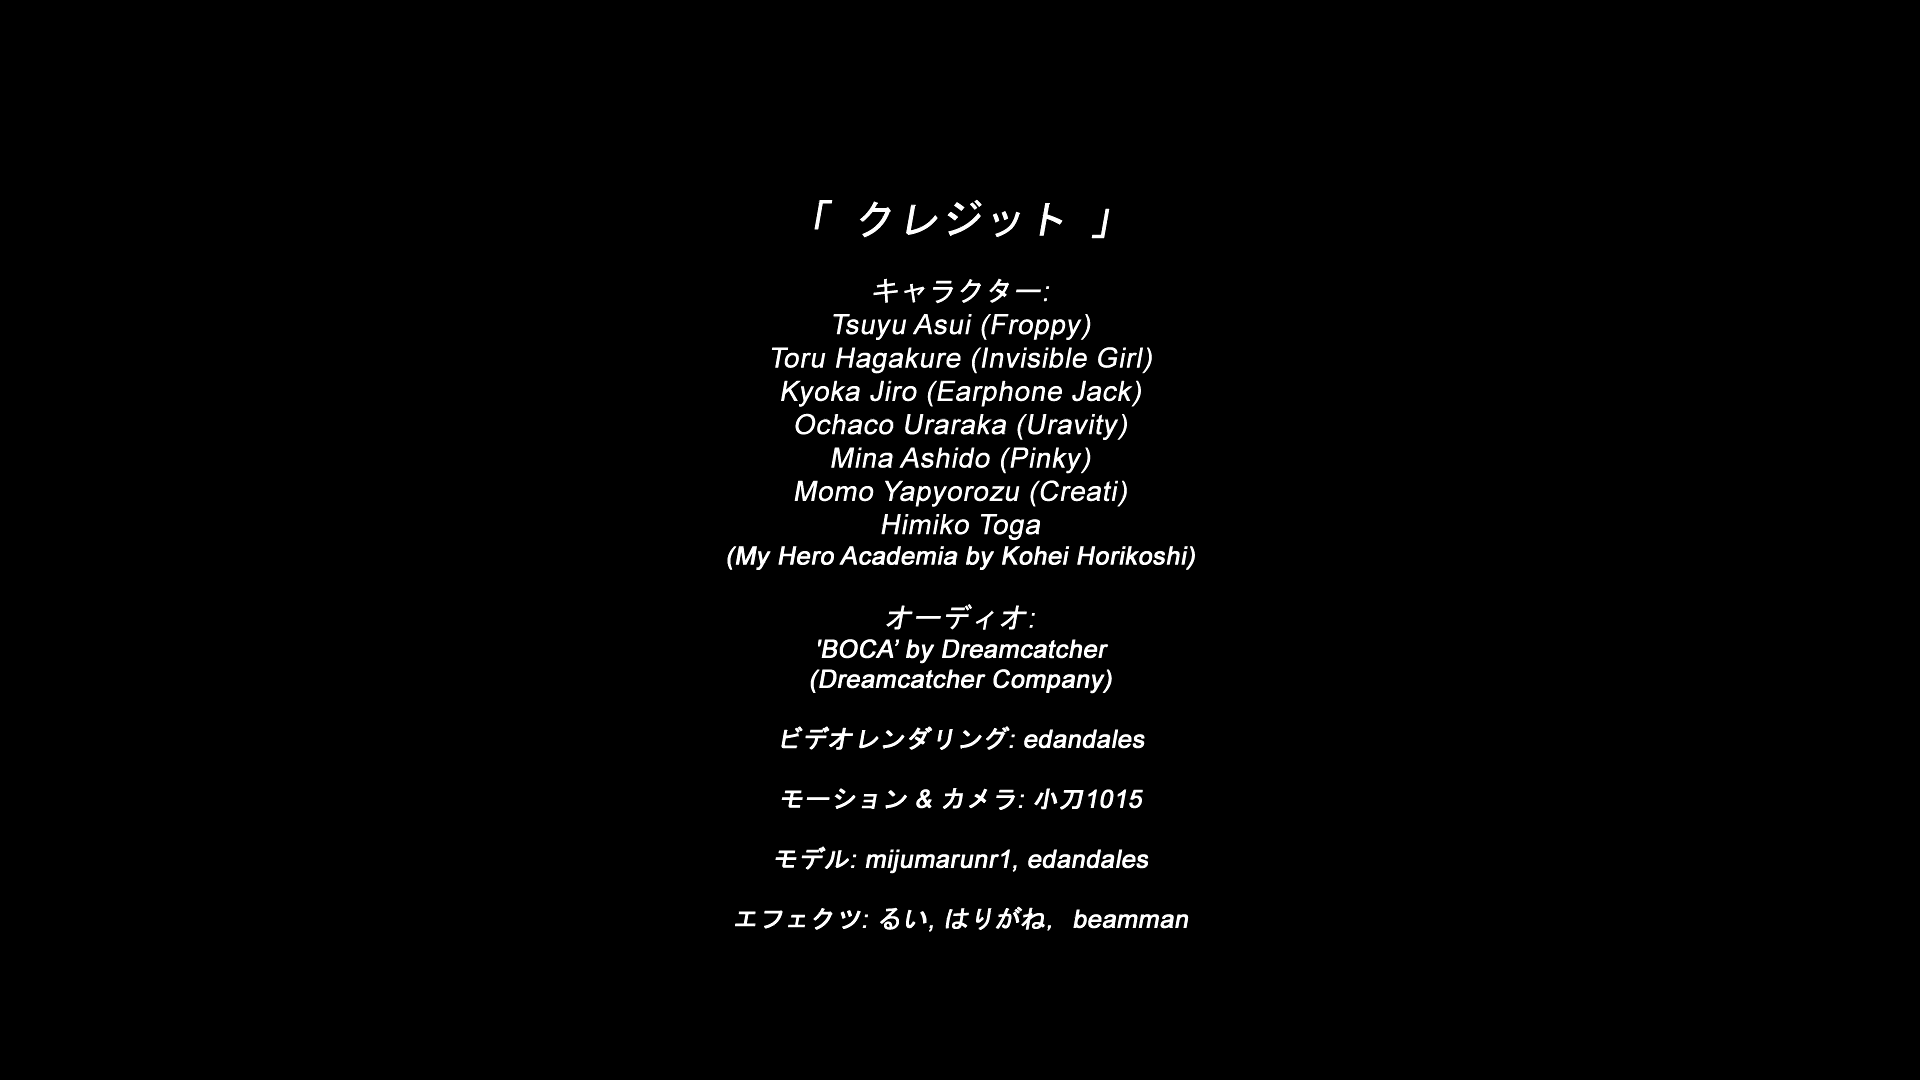 「 クレジット 」
キャラクター:
Tsuyu Asui (Froppy)
Toru Hagakure (Invisible Girl)
Kyoka Jiro (Earphone Jack)
Ochaco Uraraka (Uravity)
Mina Ashido (Pinky)
Momo Yapyorozu (Creati)
Himiko Toga
(My Hero Academia by Kohei Horikoshi)
オーディオ:
'BOCA’ by Dreamcatcher
(Dreamcatcher Company)
ビデオレンダリング: edandales
モーション & カメラ: 小刀1015
モデル: mijumarunr1, edandales
エフェクツ: るい, はりがね,  beamman